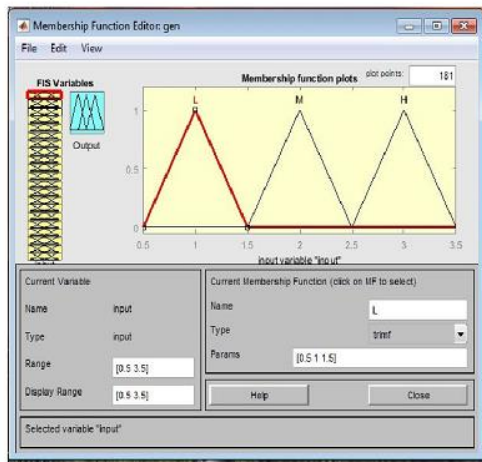 Membership Function Editor: gen
File Edit View
FIS Variables
Membership function plots
plot points:
181
L M H
1
Output
0.5
0
0.5 1 1.5 2 2.5 3 3.5
input variable "input"
Current Variable
Name input
Type input
Range [0.5 3.5]
Display Range [0.5 3.5]
Current Membership Function (click on MF to select)
Name L
Type trimf
Params [0.5 1 1.5]
Help Close
Selected variable "input"